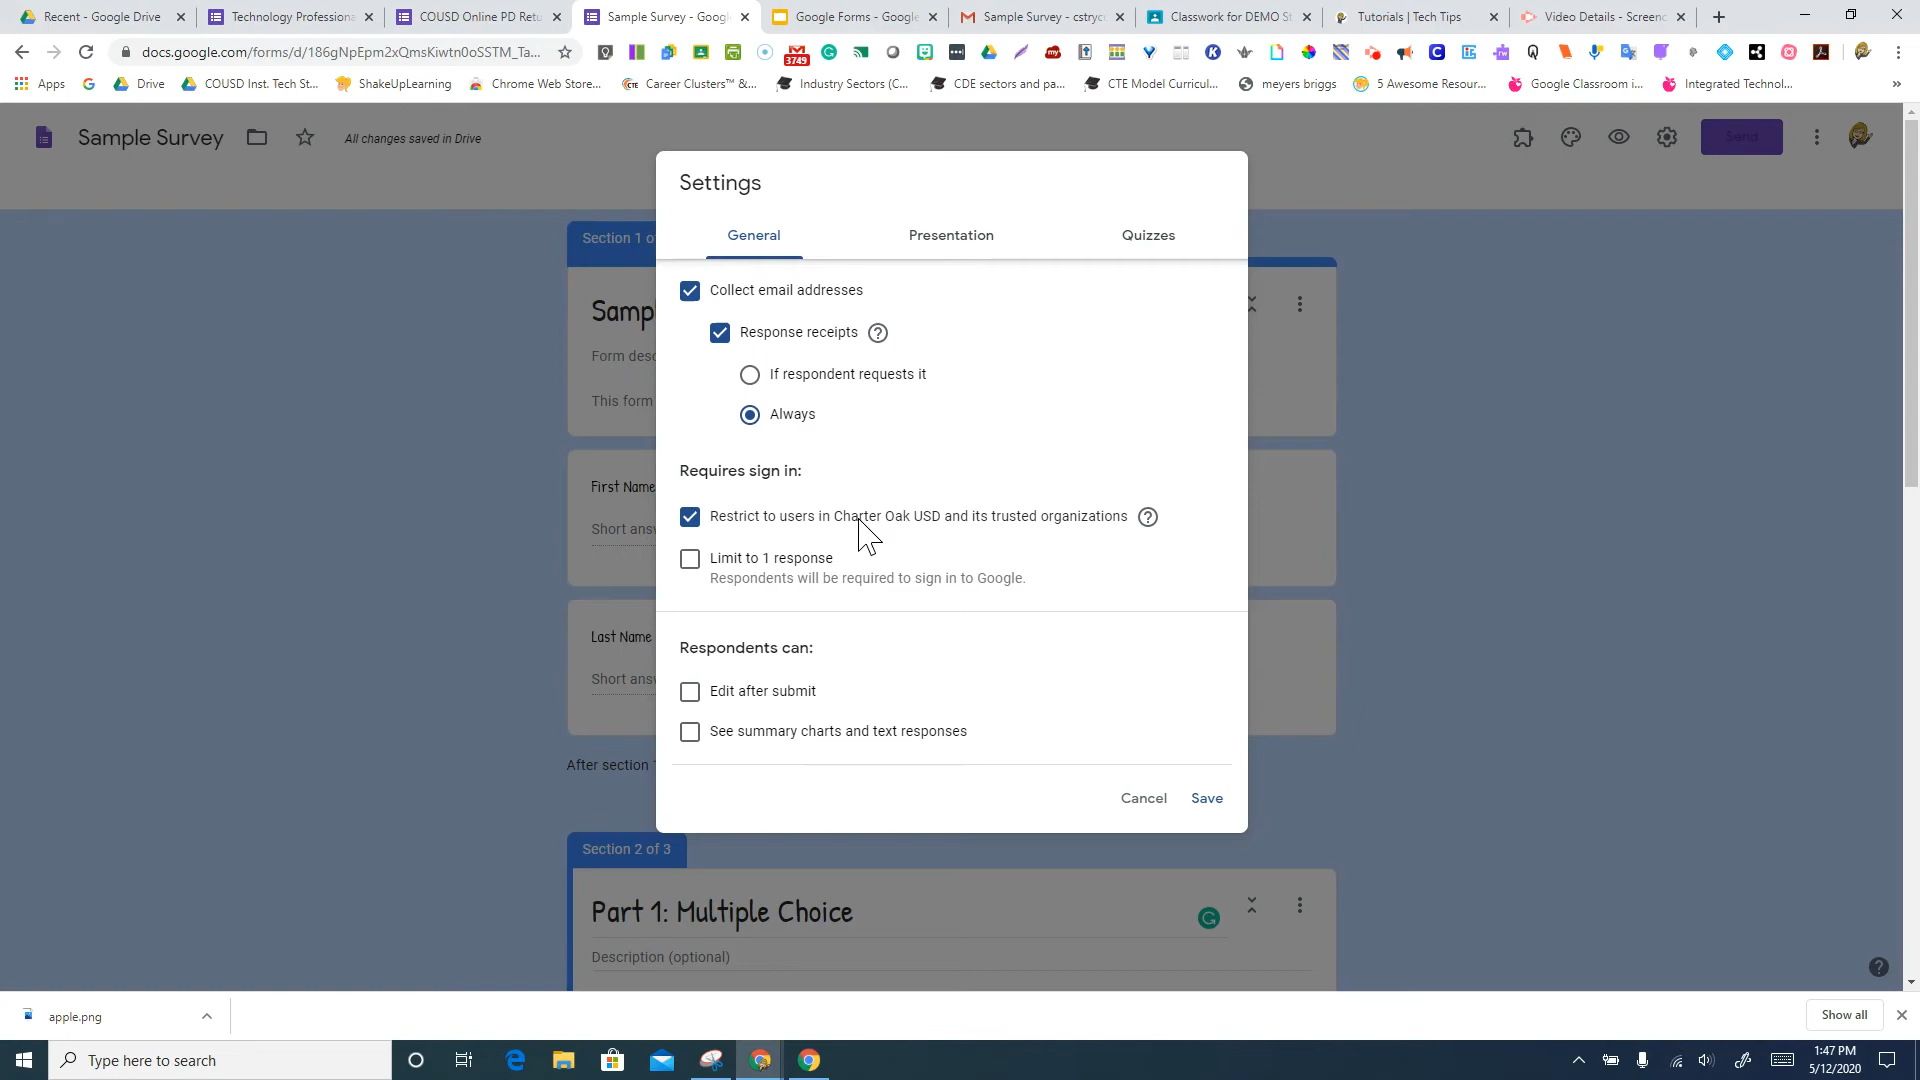 Recent - Google Drive
Technology Professiona
COUSD Online PD Retu
Sample Survey - Googl
Google Forms - Google
Sample Survey - cstryc
Classwork for DEMO St
Tutorials | Tech Tips
Video Details - Screenc
docs.google.com/forms/d/186gNpEpm2xQmsKiwtn0oSSTM_Ta...
3749
Apps
Drive
COUSD Inst. Tech St...
ShakeUpLearning
Chrome Web Store...
Career Clusters™ &...
Industry Sectors (C...
CDE sectors and pa...
CTE Model Curricul...
meyers briggs
5 Awesome Resour...
Google Classroom i...
Integrated Technol...
Sample Survey
All changes saved in Drive
Send
Settings
General
Presentation
Quizzes
Section 1 o
Collect email addresses
Samp
Response receipts
Form desc
If respondent requests it
This form
Always
Requires sign in:
First Name
Restrict to users in Charter Oak USD and its trusted organizations
Short ans
Limit to 1 response
Respondents will be required to sign in to Google.
Last Name
Respondents can:
Short ans
Edit after submit
See summary charts and text responses
After section
Cancel
Save
Section 2 of 3
Part 1: Multiple Choice
Description (optional)
apple.png
Show all
Type here to search
1:47 PM
5/12/2020